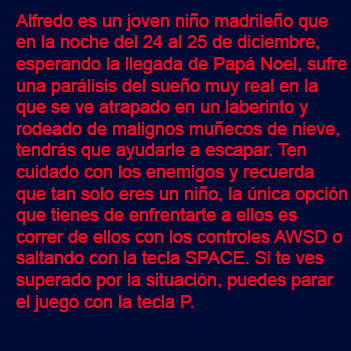 Alfredo es un joven niño madrileño que
en la noche del 24 al 25 de diciembre,
esperando la llegada de Papá Noel, sufre
una parálisis del sueño muy real en la
que se ve atrapado en un laberinto y
rodeado de malignos muñecos de nieve,
tendrás que ayudarle a escapar. Ten
cuidado con los enemigos y recuerda
que tan solo eres un niño, la única opción
que tienes de enfrentarte a ellos es
correr de ellos con los controles AWSD o
saltando con la tecla SPACE. Si te ves
superado por la situación, puedes parar
el juego con la tecla P.